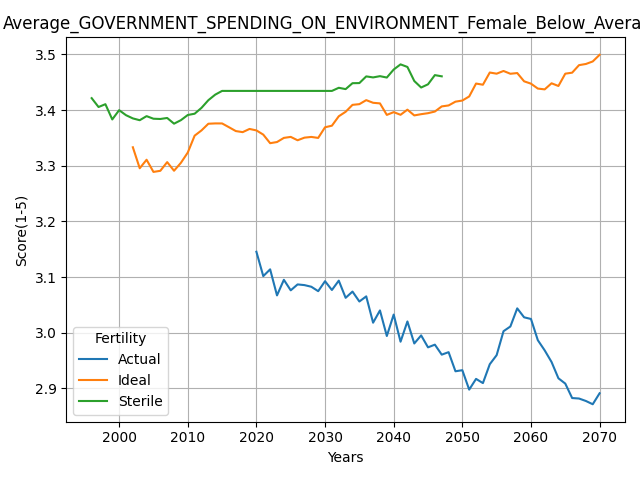 Average_GOVERNMENT_SPENDING_ON_ENVIRONMENT_Female_Below_Avera
3.5
3.4
3.3
3.2
3.1
3.0
2.9
Score(1-5)
Fertility
Actual
Ideal
Sterile
2000 2010 2020 2030 2040 2050 2060 2070
Years